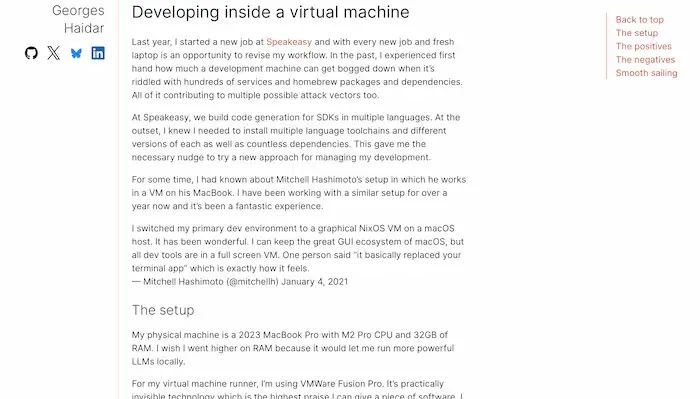 Georges
Haidar
Developing inside a virtual machine
Last year, I started a new job at Speakeasy and with every new job and fresh
laptop is an opportunity to revise my workflow. In the past, I experienced first
hand how much a development machine can get bogged down when it's
riddled with hundreds of services and homebrew packages and dependencies.
All of it contributing to multiple possible attack vectors too.
At Speakeasy, we build code generation for SDKs in multiple languages. At the
outset, I knew I needed to install multiple language toolchains and different
versions of each as well as countless dependencies. This gave me the
necessary nudge to try a new approach for managing my development.
For some time, I had known about Mitchell Hashimoto's setup in which he works
in a VM on his MacBook. I have been working with a similar setup for over a
year now and it's been a fantastic experience.
I switched my primary dev environment to a graphical NixOS VM on a macOS
host. It has been wonderful. I can keep the great GUI ecosystem of macOS, but
all dev tools are in a full screen VM. One person said “it basically replaced your
terminal app” which is exactly how it feels.
— Mitchell Hashimoto (@mitchellh) January 4, 2021
The setup
My physical machine is a 2023 MacBook Pro with M2 Pro CPU and 32GB of
RAM. I wish I went higher on RAM because it would let me run more powerful
LLMs locally.
For my virtual machine runner, I'm using VMWare Fusion Pro. It's practically
invisible technology which is the highest praise I can give a piece of software. I
Back to top
The setup
The positives
The negatives
Smooth sailing